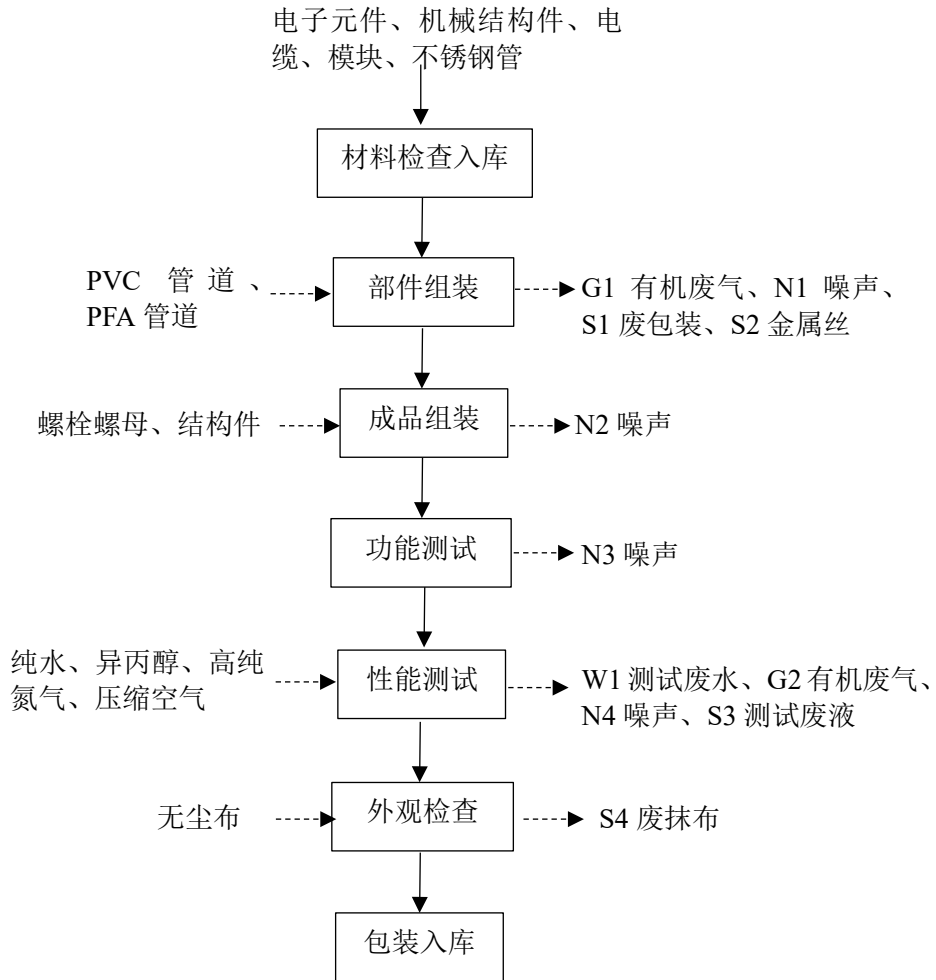 电子元件、机械结构件、电
缆、模块、不锈钢管
材料检查入库
PVC 管道、
PFA 管道
部件组装
G1 有机废气、N1 噪声、
S1 废包装、S2 金属丝
螺栓螺母、结构件
成品组装
N2 噪声
功能测试
N3 噪声
纯水、异丙醇、高纯
氮气、压缩空气
性能测试
W1 测试废水、G2 有机废气、
N4 噪声、S3 测试废液
无尘布
外观检查
S4 废抹布
包装入库